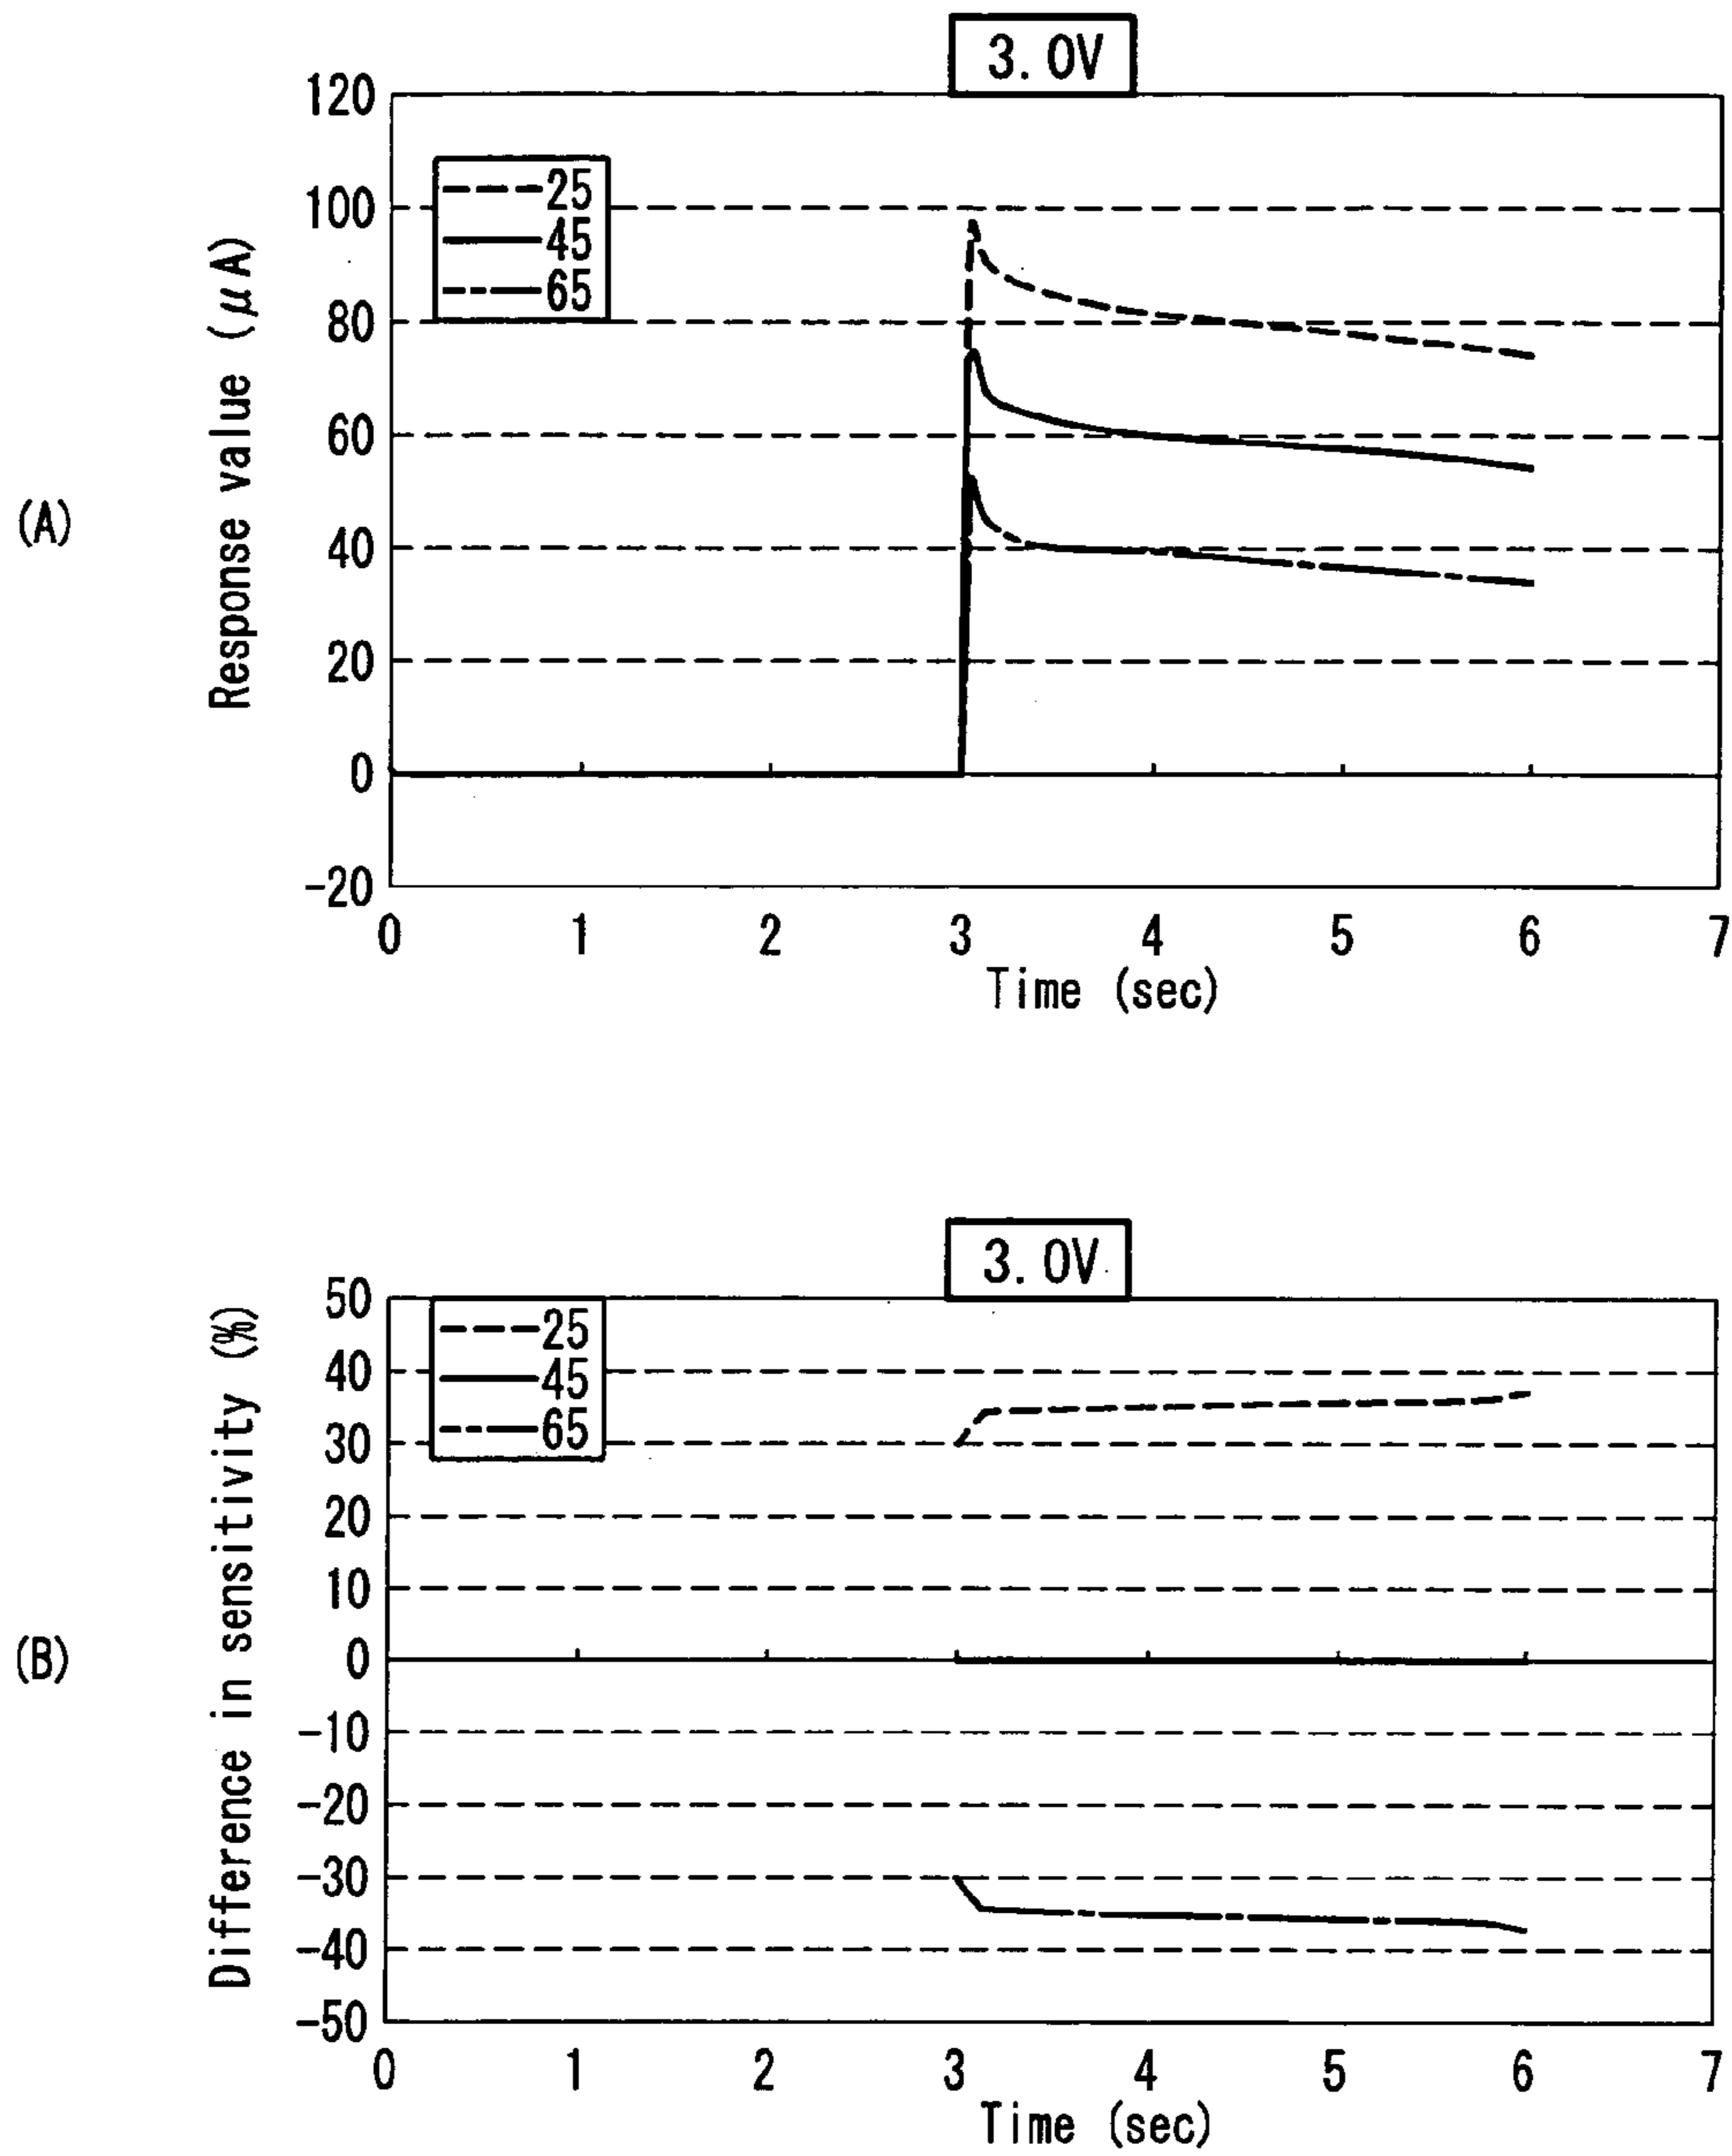 3.0V
120
100
80
60
40
20
0
-20
25
45
65
Response value (μA)
(A)
0 1 2 3 4 5 6 7
Time (sec)
3.0V
50
40
30
20
10
0
-10
-20
-30
-40
-50
25
45
65
Difference in sensitivity (%)
(B)
0 1 2 3 4 5 6 7
Time (sec)